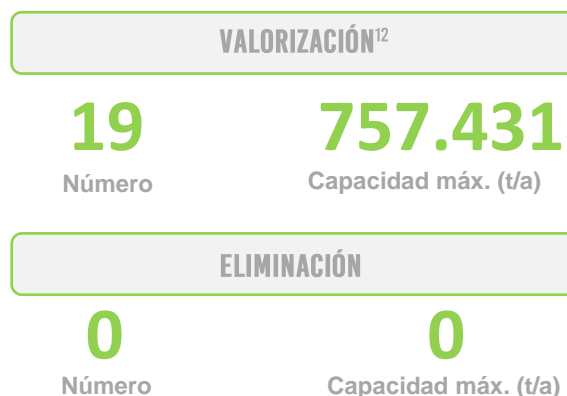 VALORIZACIÓN12
19 757.431
Número Capacidad máx. (t/a)
ELIMINACIÓN
0 0
Número Capacidad máx. (t/a)